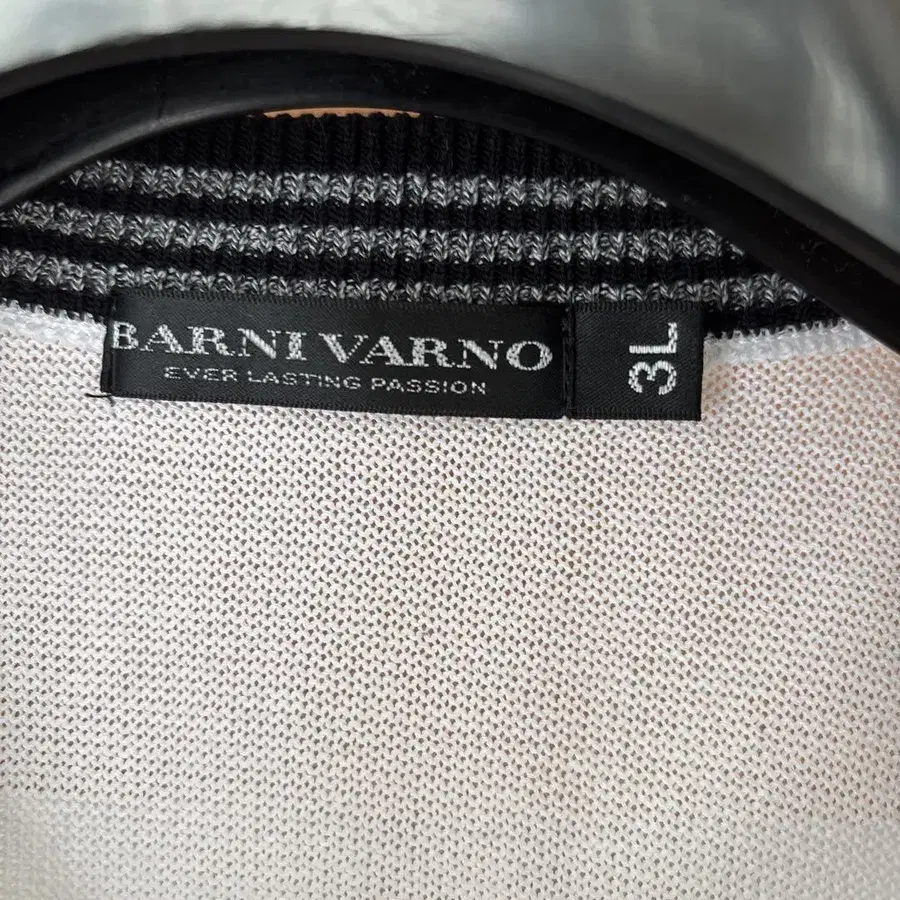 BARNI VARNO
EVER LASTING PASSION
3L